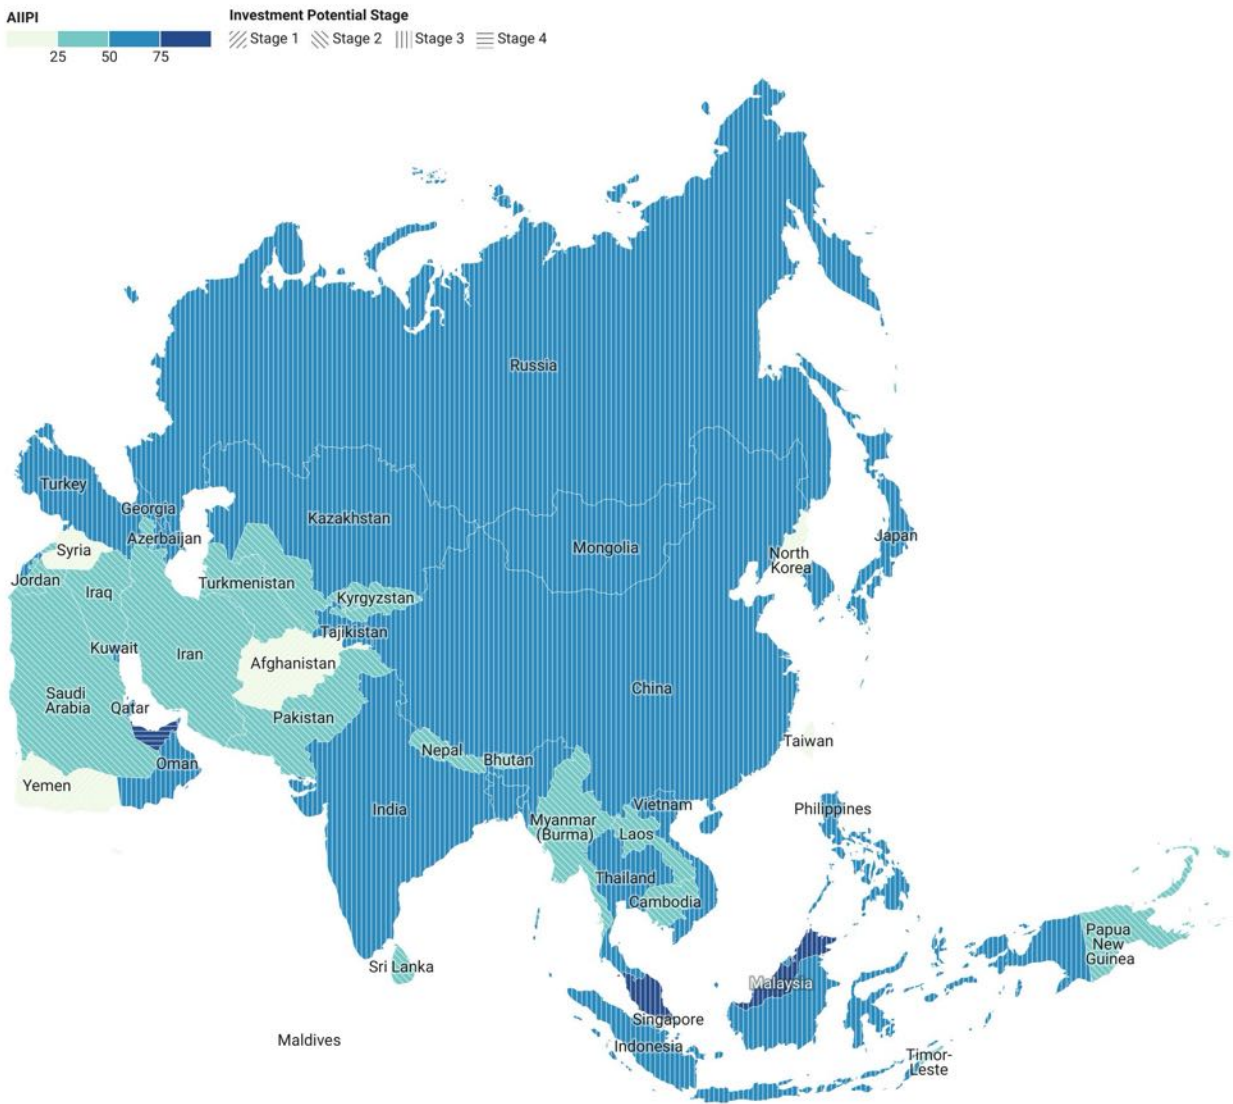 AIIPI
25 50 75
Investment Potential Stage
Stage 1 Stage 2 Stage 3 Stage 4
Russia
Turkey
Georgia
Kazakhstan
Azerbaijan
Japan
Syria
Mongolia
North
Korea
Jordan
Turkmenistan
Iraq
Kyrgyzstan
Tajikistan
Kuwait
Iran
Afghanistan
China
Saudi
Arabia
Qatar
Pakistan
Taiwan
Nepal
Bhutan
Oman
Yemen
India
Vietnam
Philippines
Myanmar
(Burma)
Laos
Thailand
Cambodia
Papua
New
Guinea
Sri Lanka
Malaysia
Singapore
Maldives
Indonesia
Timor-
Leste